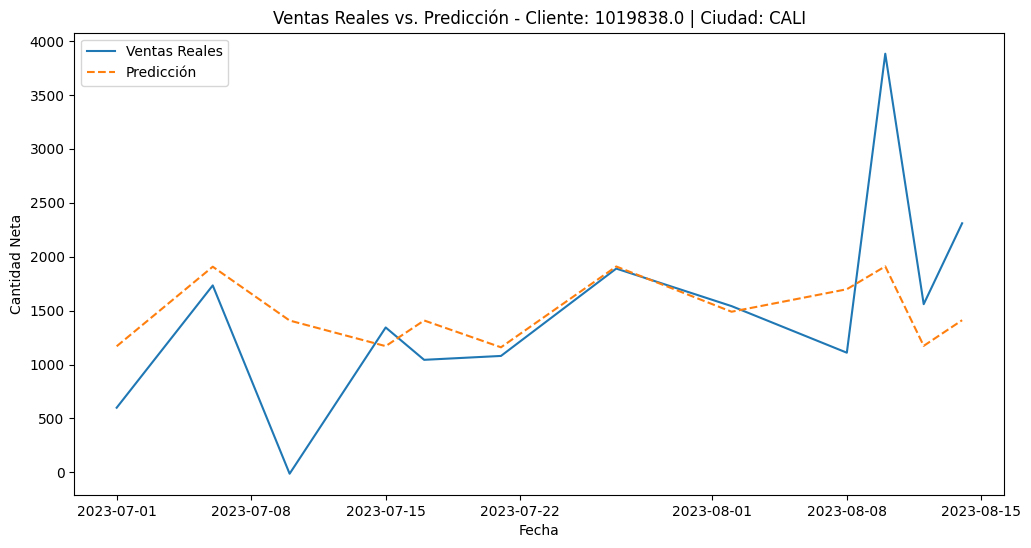 Ventas Reales vs. Predicción - Cliente: 1019838.0 | Ciudad: CALI
Ventas Reales
Predicción
4000
3500
3000
2500
2000
1500
1000
500
0
Cantidad Neta
2023-07-01 2023-07-08 2023-07-15 2023-07-22 2023-08-01 2023-08-08 2023-08-15
Fecha